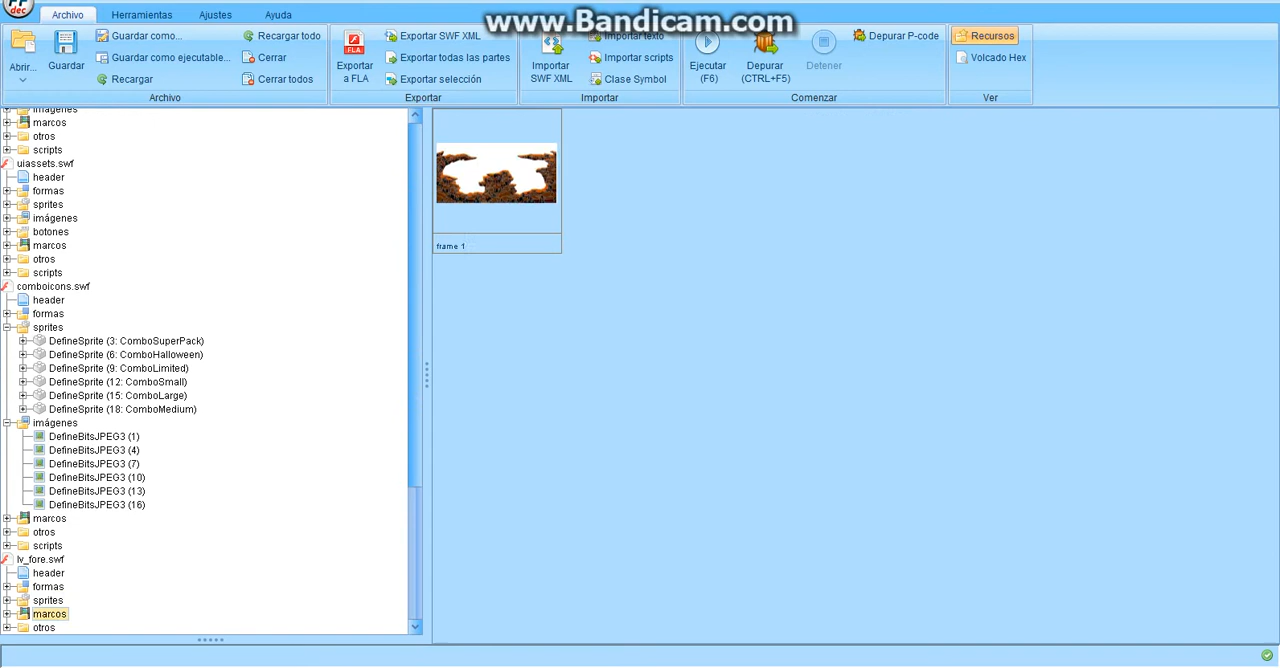 www.Bandicam.com
FF
dec
Archivo Herramientas Ajustes Ayuda
Abrir...
Guardar
Guardar como...
Guardar como ejecutable...
Recargar
Recargar todo
Cerrar
Cerrar todos
Archivo
FLA
Exportar
a FLA
Exportar SWF XML
Exportar todas las partes
Exportar selección
Exportar
Importar
SWF XML
Importar texto
Importar scripts
Clase Symbol
Importar
Ejecutar
(F6)
Depurar
(CTRL+F5)
Detener
Depurar P-code
Comenzar
Recursos
Volcado Hex
Ver
imágenes
marcos
otros
scripts
uiassets.swf
header
formas
sprites
imágenes
botones
marcos
otros
scripts
comboicons.swf
header
formas
sprites
DefineSprite (3: ComboSuperPack)
DefineSprite (6: ComboHalloween)
DefineSprite (9: ComboLimited)
DefineSprite (12: ComboSmall)
DefineSprite (15: ComboLarge)
DefineSprite (18: ComboMedium)
imágenes
DefineBitsJPEG3 (1)
DefineBitsJPEG3 (4)
DefineBitsJPEG3 (7)
DefineBitsJPEG3 (10)
DefineBitsJPEG3 (13)
DefineBitsJPEG3 (16)
marcos
otros
scripts
lv_fore.swf
header
formas
sprites
marcos
otros
frame 1